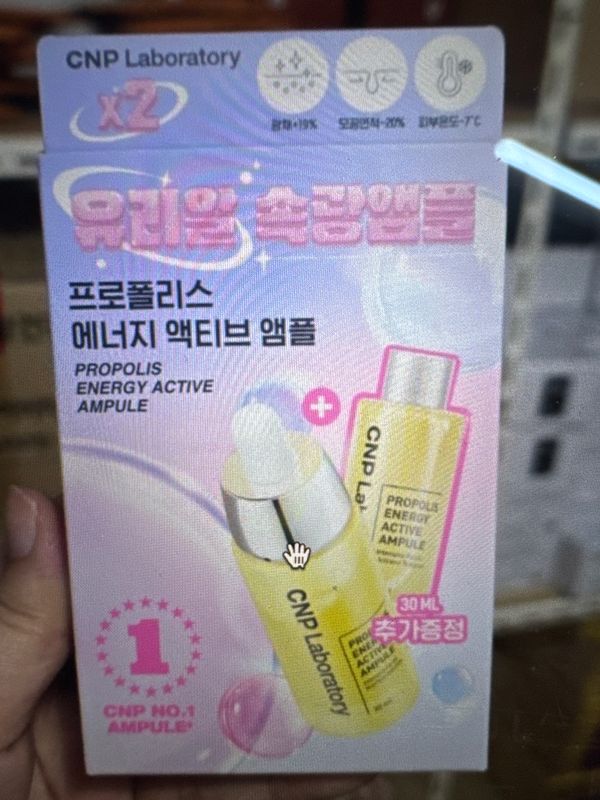 CNP Laboratory
x2
광채+19%
모공면적-20%
피부온도-7℃
유리알 속광앰플
프로폴리스
에너지 액티브 앰플
PROPOLIS
ENERGY ACTIVE
AMPULE
+
CNP La
PROPOLIS
ENERGY
ACTIVE
AMPULE
CNP Laboratory
ACTIVE
AMPULE
30 ML
추가증정
1
CNP NO.1
AMPULE